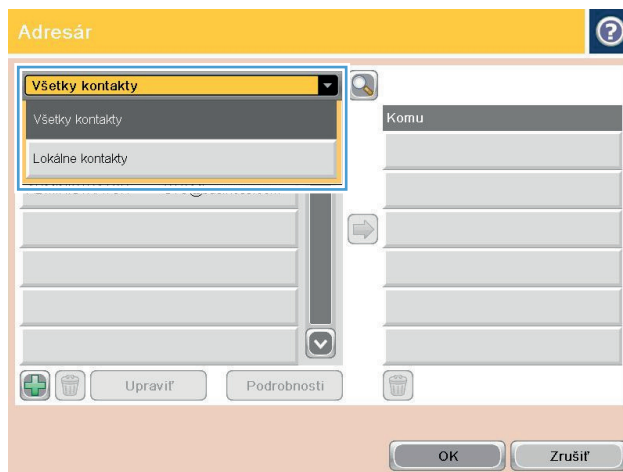 Adresár
?
Všetky kontakty
Všetky kontakty
Lokálne kontakty
Komu
Upraviť
Podrobnosti
OK
Zrušiť